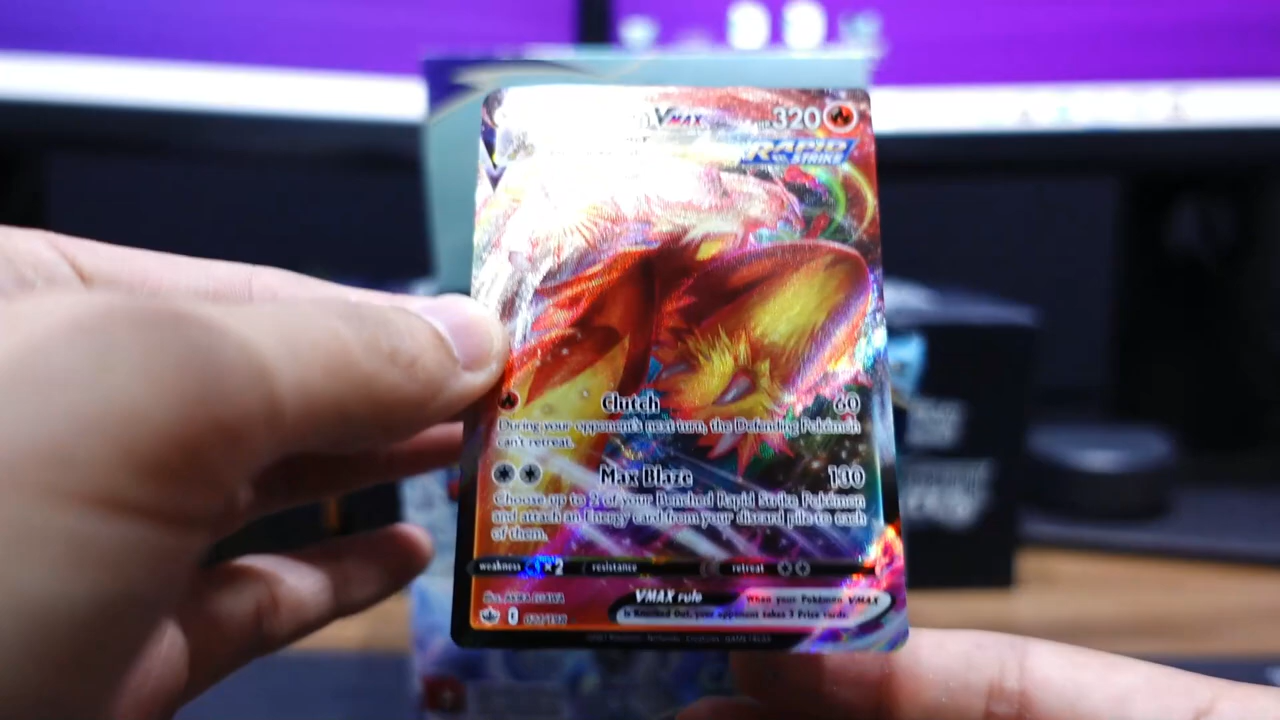 VMAX 320
RAPID
STRIKE
Clutch 60
During your opponent's next turn, the Defending Pokémon
can't retreat.
Max Blaze 130
Choose up to 2 of your Benched Rapid Strike Pokémon
and attach an Energy card from your discard pile to each
of them.
weakness ×2 resistance retreat
VMAX rule When your Pokémon VMAX
is Knocked Out, your opponent takes 3 Prize cards.